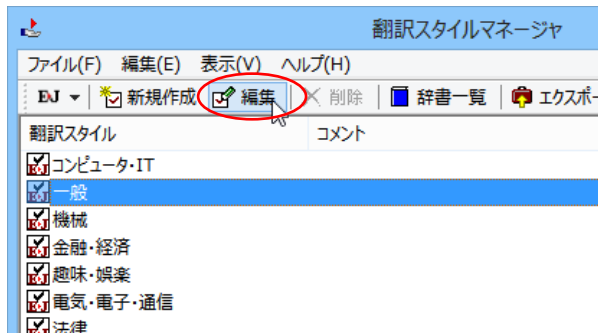 翻訳スタイルマネージャ
ファイル(F) 編集(E) 表示(V) ヘルプ(H)
EJ 新規作成 編集 削除 辞書一覧 エクスポー
翻訳スタイル コメント
コンピュータ・IT
一般
機械
金融・経済
趣味・娯楽
電気・電子・通信
法律